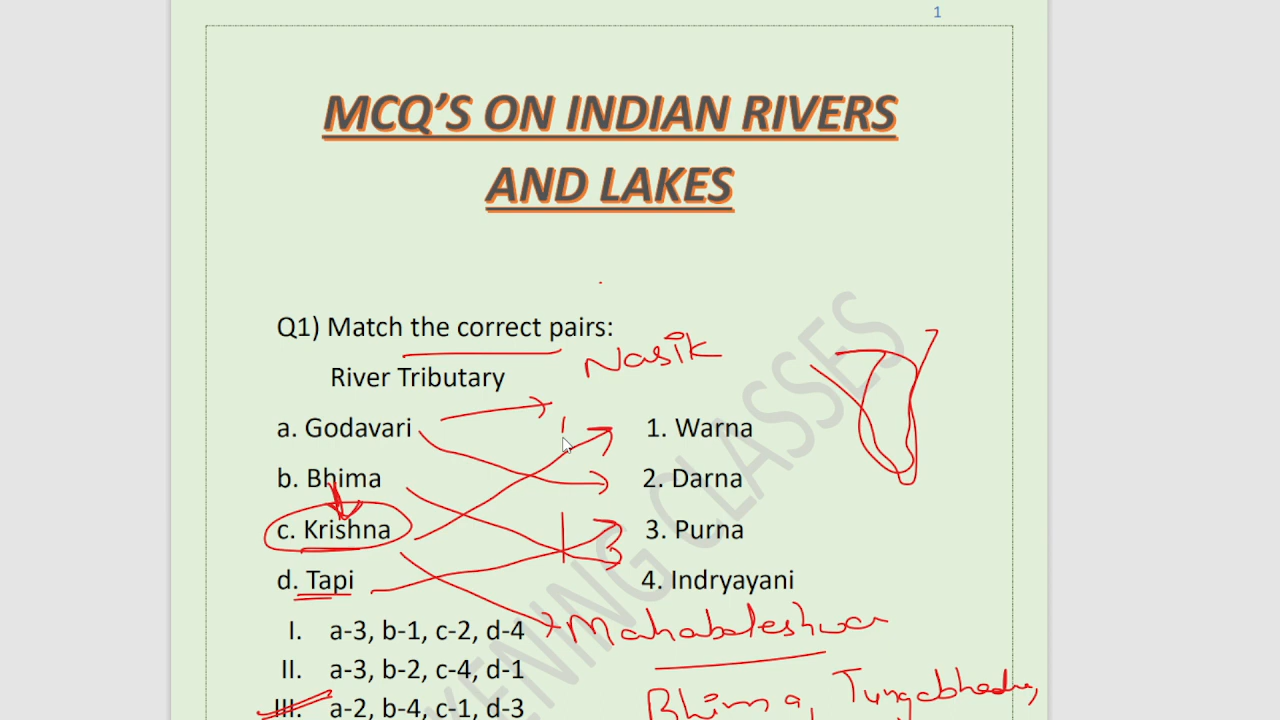 1
MCQ'S ON INDIAN RIVERS
AND LAKES
Q1) Match the correct pairs:
Nasik
River Tributary
a. Godavari 1. Warna
b. Bhima 2. Darna
c. Krishna 3. Purna
d. Tapi 4. Indryayani
I. a-3, b-1, c-2, d-4
Mahabaleshwar
II. a-3, b-2, c-4, d-1
III. a-2, b-4, c-1, d-3
Bhima, Tungabhadra,
KENING CLASSES